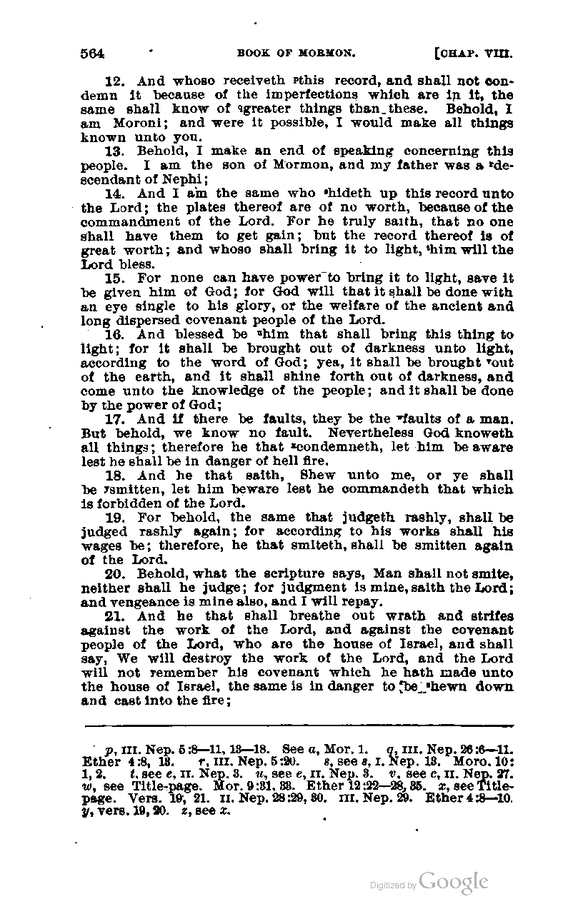 564 BOOK OF MORMON. [CHAP. VIII.
12. And whoso receiveth ᵖthis record, and shall not con-
demn it because of the imperfections which are in it, the
same shall know of ᑫgreater things than these. Behold, I
am Moroni; and were it possible, I would make all things
known unto you.
13. Behold, I make an end of speaking concerning this
people. I am the son of Mormon, and my father was a ʳde-
scendant of Nephi;
14. And I am the same who ˢhideth up this record unto
the Lord; the plates thereof are of no worth, because of the
commandment of the Lord. For he truly saith, that no one
shall have them to get gain; but the record thereof is of
great worth; and whoso shall bring it to light, ᵗhim will the
Lord bless.
15. For none can have power to bring it to light, save it
be given him of God; for God will that it shall be done with
an eye single to his glory, or the welfare of the ancient and
long dispersed covenant people of the Lord.
16. And blessed be ᵘhim that shall bring this thing to
light; for it shall be brought out of darkness unto light,
according to the word of God; yea, it shall be brought ᵛout
of the earth, and it shall shine forth out of darkness, and
come unto the knowledge of the people; and it shall be done
by the power of God;
17. And if there be faults, they be the ʷfaults of a man.
But behold, we know no fault. Nevertheless God knoweth
all things; therefore he that ˣcondemneth, let him be aware
lest he shall be in danger of hell fire.
18. And he that saith, Shew unto me, or ye shall
be ʸsmitten, let him beware lest he commandeth that which
is forbidden of the Lord.
19. For behold, the same that judgeth rashly, shall be
judged rashly again; for according to his works shall his
wages be; therefore, he that smiteth, shall be smitten again
of the Lord.
20. Behold, what the scripture says, Man shall not smite,
neither shall he judge; for judgment is mine, saith the Lord;
and vengeance is mine also, and I will repay.
21. And he that shall breathe out wrath and strifes
against the work of the Lord, and against the covenant
people of the Lord, who are the house of Israel, and shall
say, We will destroy the work of the Lord, and the Lord
will not remember his covenant which he hath made unto
the house of Israel, the same is in danger to be ᶻhewn down
and cast into the fire;
p, III. Nep. 5:8—11, 13—18. See a, Mor. 1. q, III. Nep. 26:6—11.
Ether 4:8, 13. r, III. Nep. 5:20. s, see s, I. Nep. 13. Moro. 10:
1, 2. t, see e, II. Nep. 3. u, see e, II. Nep. 3. v, see c, II. Nep. 27.
w, see Title-page. Mor. 9:31, 33. Ether 12:22—28, 35. x, see Title-
page. Vers. 19, 21. II. Nep. 28:29, 30. III. Nep. 29. Ether 4:8—10.
y, vers. 19, 20. z, see x.
Digitized by Google